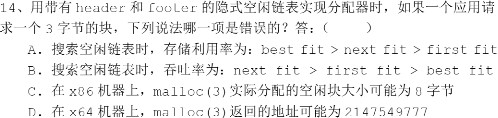 14、用带有 header 和 footer 的隐式空闲链表实现分配器时，如果一个应用请
求一个 3 字节的块，下列说法哪一项是错误的？答：（　　）
A．搜索空闲链表时，存储利用率为：best fit > next fit > first fit
B．搜索空闲链表时，吞吐率为：next fit > first fit > best fit
C．在 x86 机器上，malloc(3)实际分配的空闲块大小可能为 8 字节
D．在 x64 机器上，malloc(3)返回的地址可能为 2147549777